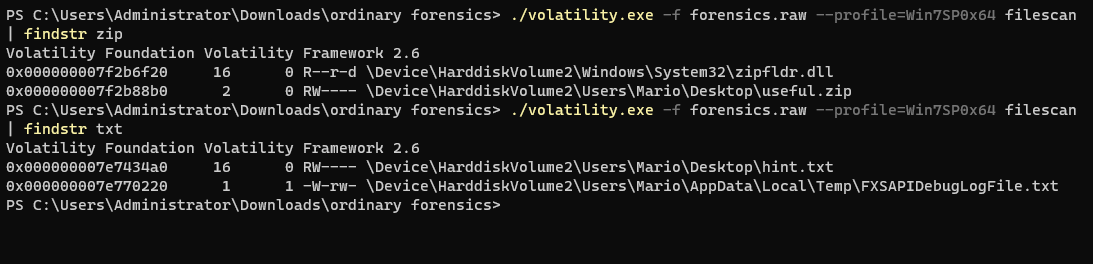 PS C:\Users\Administrator\Downloads\ordinary forensics> ./volatility.exe -f forensics.raw --profile=Win7SP0x64 filescan
| findstr zip
Volatility Foundation Volatility Framework 2.6
0x000000007f2b6f20     16      0 R--r-d \Device\HarddiskVolume2\Windows\System32\zipfldr.dll
0x000000007f2b88b0      2      0 RW---- \Device\HarddiskVolume2\Users\Mario\Desktop\useful.zip
PS C:\Users\Administrator\Downloads\ordinary forensics> ./volatility.exe -f forensics.raw --profile=Win7SP0x64 filescan
| findstr txt
Volatility Foundation Volatility Framework 2.6
0x000000007e7434a0     16      0 RW---- \Device\HarddiskVolume2\Users\Mario\Desktop\hint.txt
0x000000007e770220      1      1 -W-rw- \Device\HarddiskVolume2\Users\Mario\AppData\Local\Temp\FXSAPIDebugLogFile.txt
PS C:\Users\Administrator\Downloads\ordinary forensics>